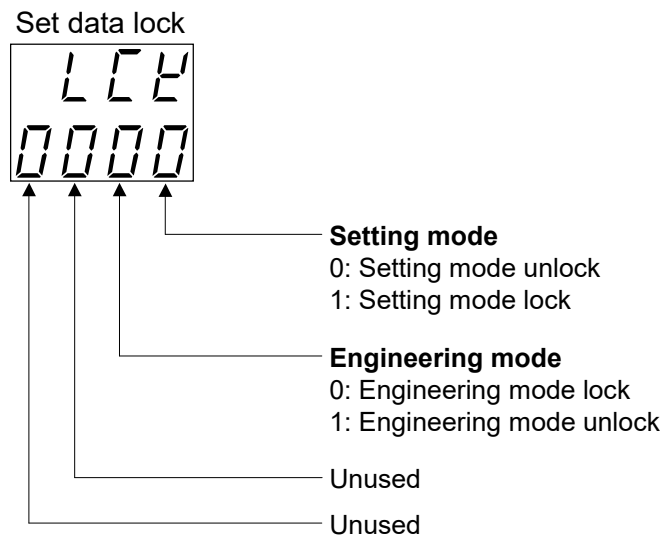 Set data lock
LCK
0000
Setting mode
0: Setting mode unlock
1: Setting mode lock
Engineering mode
0: Engineering mode lock
1: Engineering mode unlock
Unused
Unused